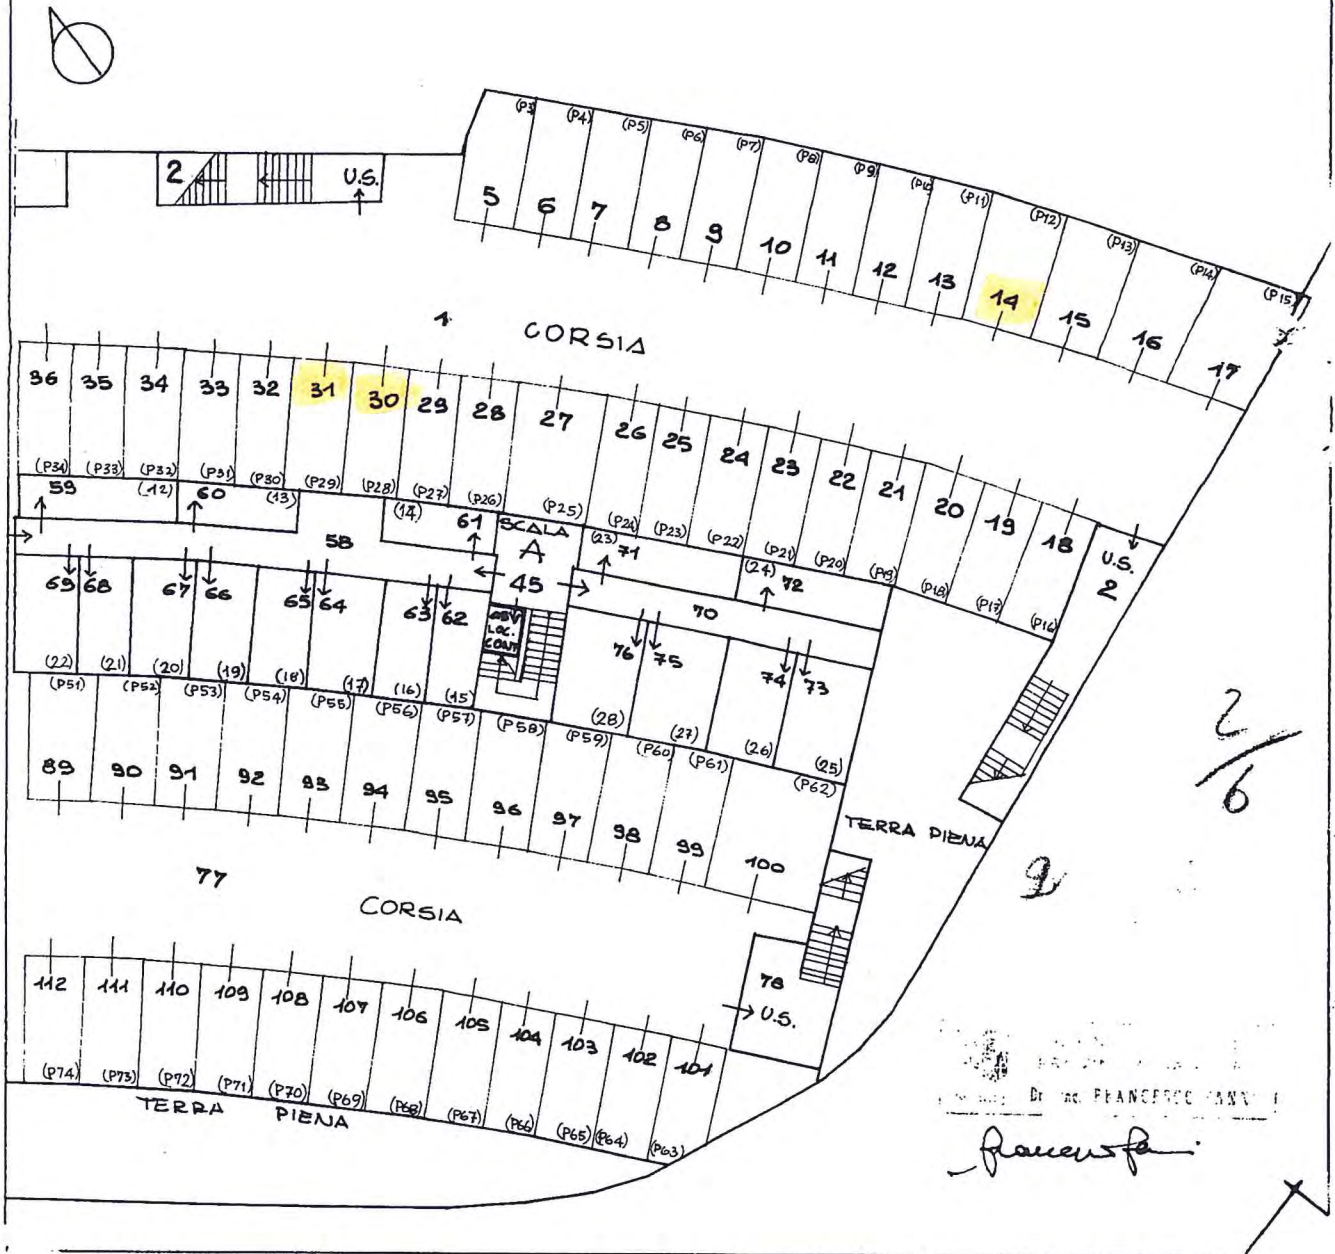 (P3) (P4) (P5) (P6) (P7) (P8) (P9) (P10) (P11) (P12) (P13) (P14) (P15)
2 U.S.
5 6 7 8 9 10 11 12 13 14 15 16 17
1 CORSIA
36 35 34 33 32 31 30 29 28 27 26 25 24 23 22 21 20 19 18
U.S.
2
(P34) (P33) (P32) (P31) (P30) (P29) (P28) (P27) (P26) (P25) (P24) (P23) (P22) (P21) (P20) (P19) (P18) (P17) (P16)
59 (12) 60 (13) (14) 61 SCALA (23) 71 (24) 72
58 A
45 70
69 68 67 66 65 64 63 62 76 75 74 73
LOC.
CONT
(22) (21) (20) (19) (18) (17) (16) (15) (28) (27) (26) (25)
(P51) (P52) (P53) (P54) (P55) (P56) (P57) (P58) (P59) (P60) (P61) (P62)
89 90 91 92 93 94 95 96 97 98 99 100
TERRA PIENA
2/6
77 CORSIA
78
U.S.
112 111 110 109 108 107 106 105 104 103 102 101
(P74) (P73) (P72) (P71) (P70) (P69) (P68) (P67) (P66) (P65) (P64) (P63)
TERRA PIENA
FRANCESCO